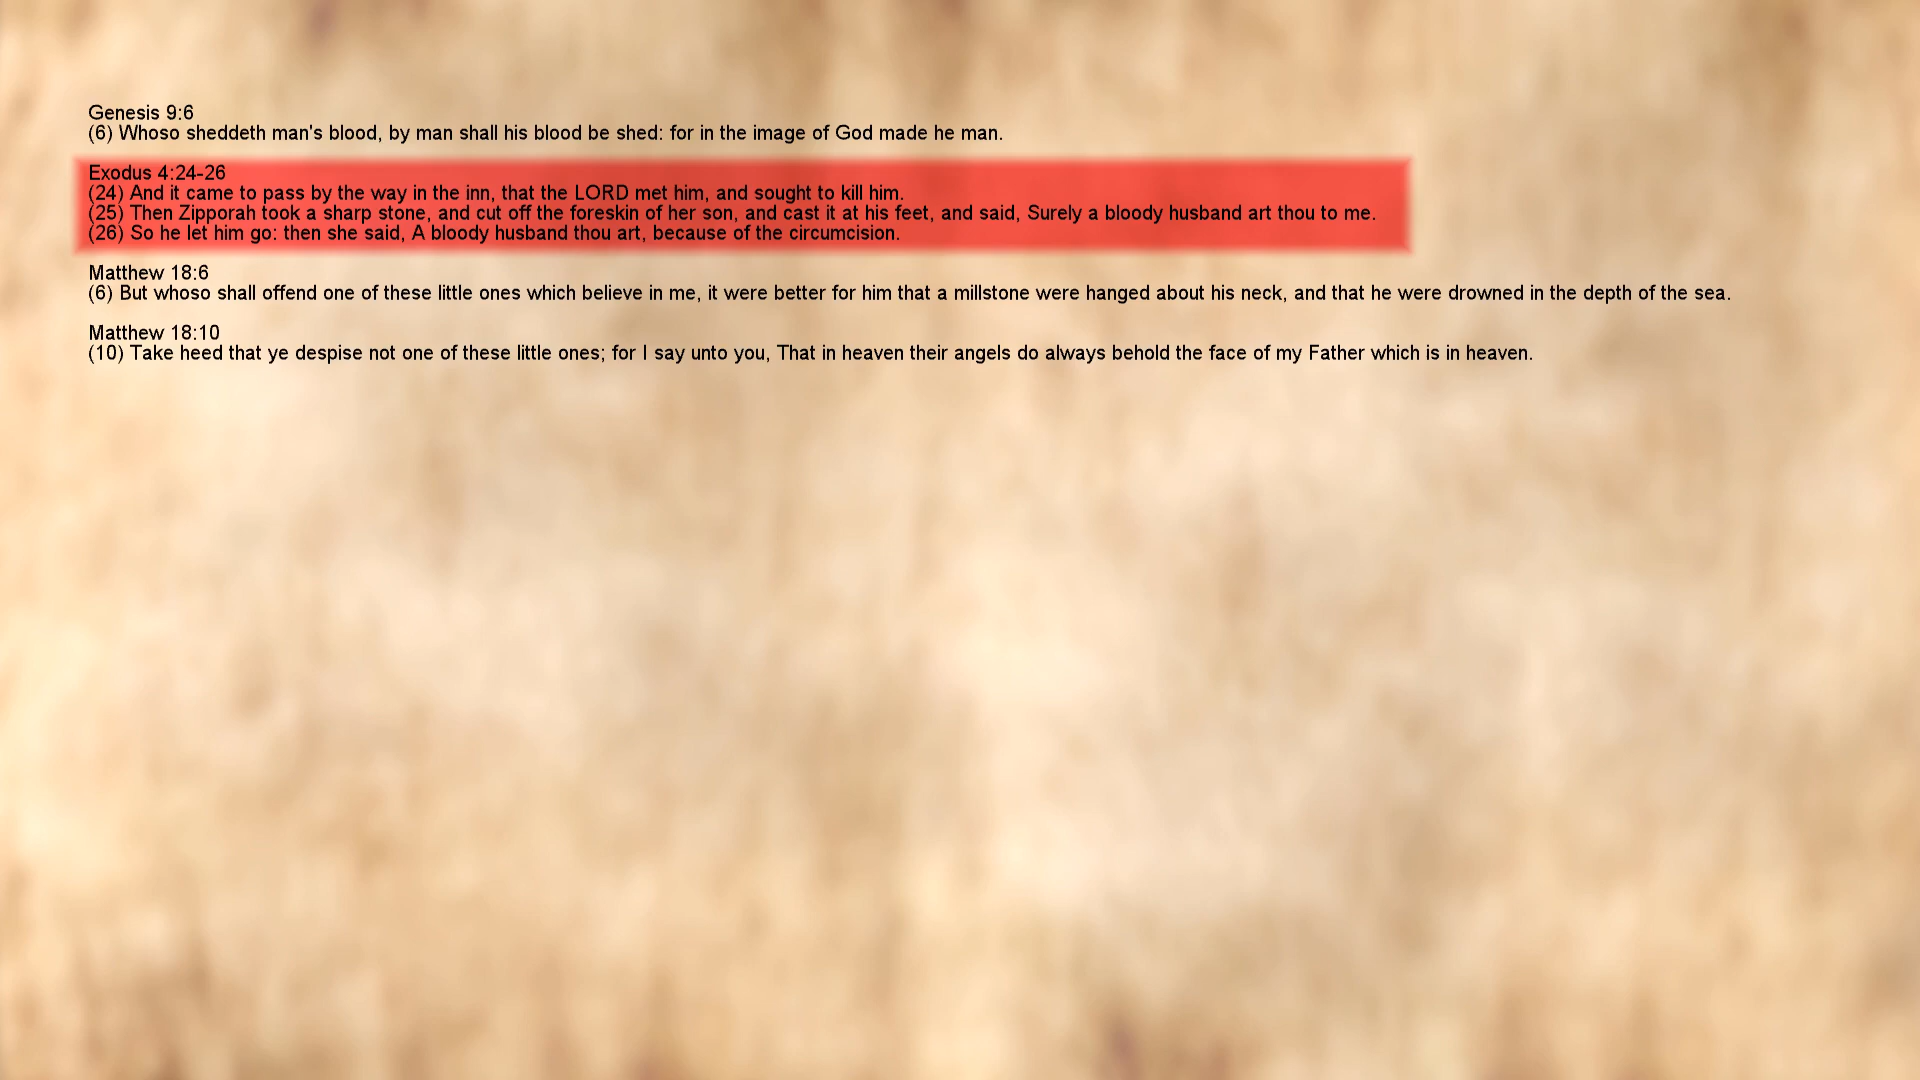 Genesis 9:6
(6) Whoso sheddeth man's blood, by man shall his blood be shed: for in the image of God made he man.
Exodus 4:24-26
(24) And it came to pass by the way in the inn, that the LORD met him, and sought to kill him.
(25) Then Zipporah took a sharp stone, and cut off the foreskin of her son, and cast it at his feet, and said, Surely a bloody husband art thou to me.
(26) So he let him go: then she said, A bloody husband thou art, because of the circumcision.
Matthew 18:6
(6) But whoso shall offend one of these little ones which believe in me, it were better for him that a millstone were hanged about his neck, and that he were drowned in the depth of the sea.
Matthew 18:10
(10) Take heed that ye despise not one of these little ones; for I say unto you, That in heaven their angels do always behold the face of my Father which is in heaven.